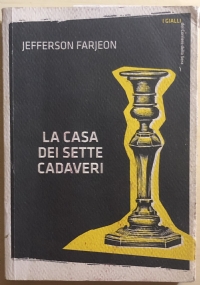 I GIALLI
JEFFERSON FARJEON
LA CASA
DEI SETTE
CADAVERI